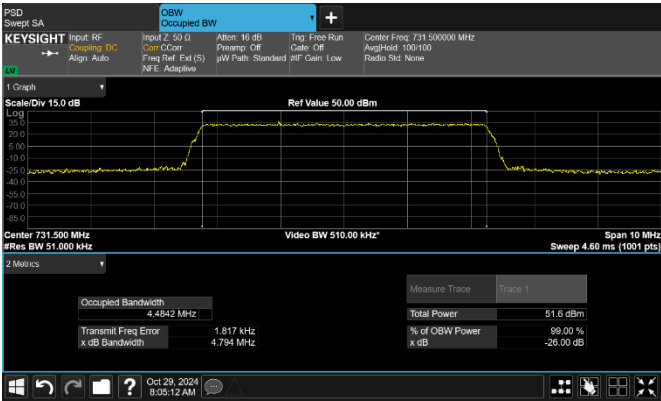 PSD
Swept SA
OBW
Occupied BW
+
KEYSIGHT
Input: RF
Coupling: DC
Align: Auto
Input Z: 50 Ω
Corr CCorr
Freq Ref: Ext (S)
NFE: Adaptive
Atten: 16 dB
Preamp: Off
µW Path: Standard
Trig: Free Run
Gate: Off
#IF Gain: Low
Center Freq: 731.500000 MHz
Avg|Hold: 100/100
Radio Std: None
LXI
1 Graph
Scale/Div 15.0 dB
Ref Value 50.00 dBm
Log
35.0
20.0
5.00
-10.0
-25.0
-40.0
-55.0
-70.0
-85.0
Center 731.500 MHz
Video BW 510.00 kHz*
Span 10 MHz
#Res BW 51.000 kHz
Sweep 4.60 ms (1001 pts)
2 Metrics
Measure Trace
Trace 1
Occupied Bandwidth
4.4842 MHz
Total Power
51.6 dBm
Transmit Freq Error
1.817 kHz
% of OBW Power
99.00 %
x dB Bandwidth
4.794 MHz
x dB
-26.00 dB
?
Oct 29, 2024
8:05:12 AM